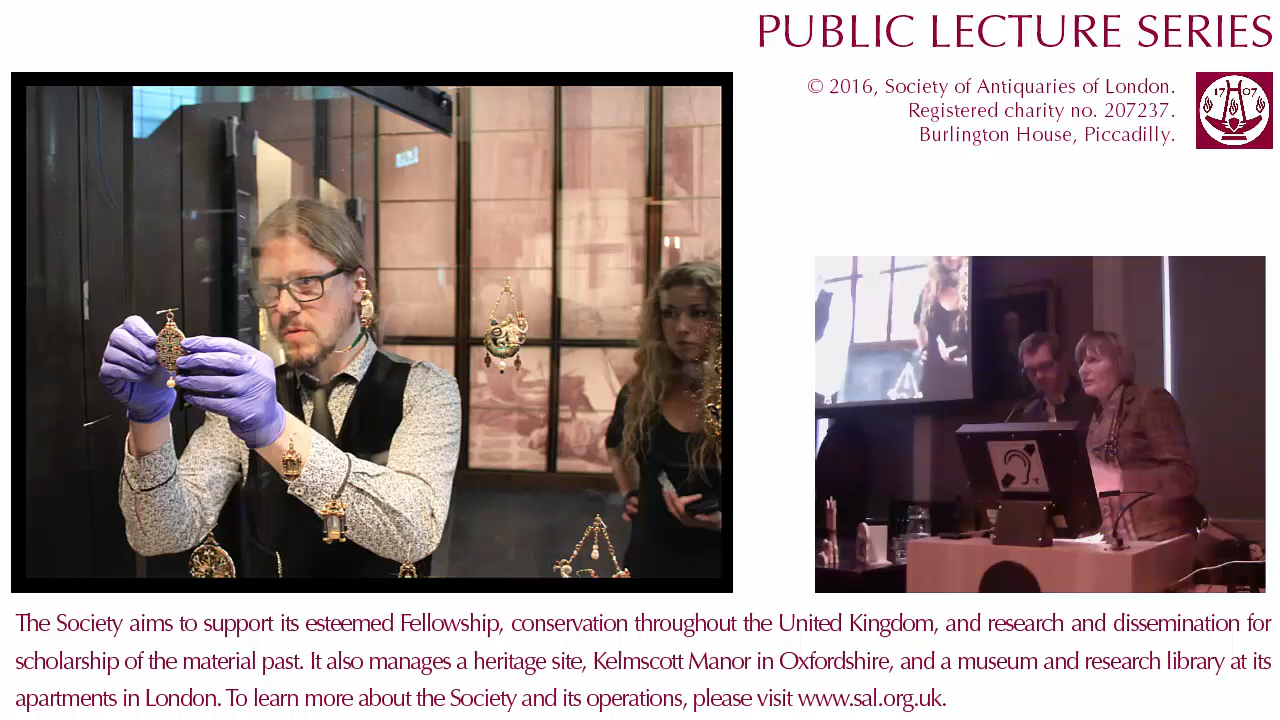 PUBLIC LECTURE SERIES
© 2016, Society of Antiquaries of London.
Registered charity no. 207237.
Burlington House, Piccadilly.
17 07
The Society aims to support its esteemed Fellowship, conservation throughout the United Kingdom, and research and dissemination for
scholarship of the material past. It also manages a heritage site, Kelmscott Manor in Oxfordshire, and a museum and research library at its
apartments in London. To learn more about the Society and its operations, please visit www.sal.org.uk.